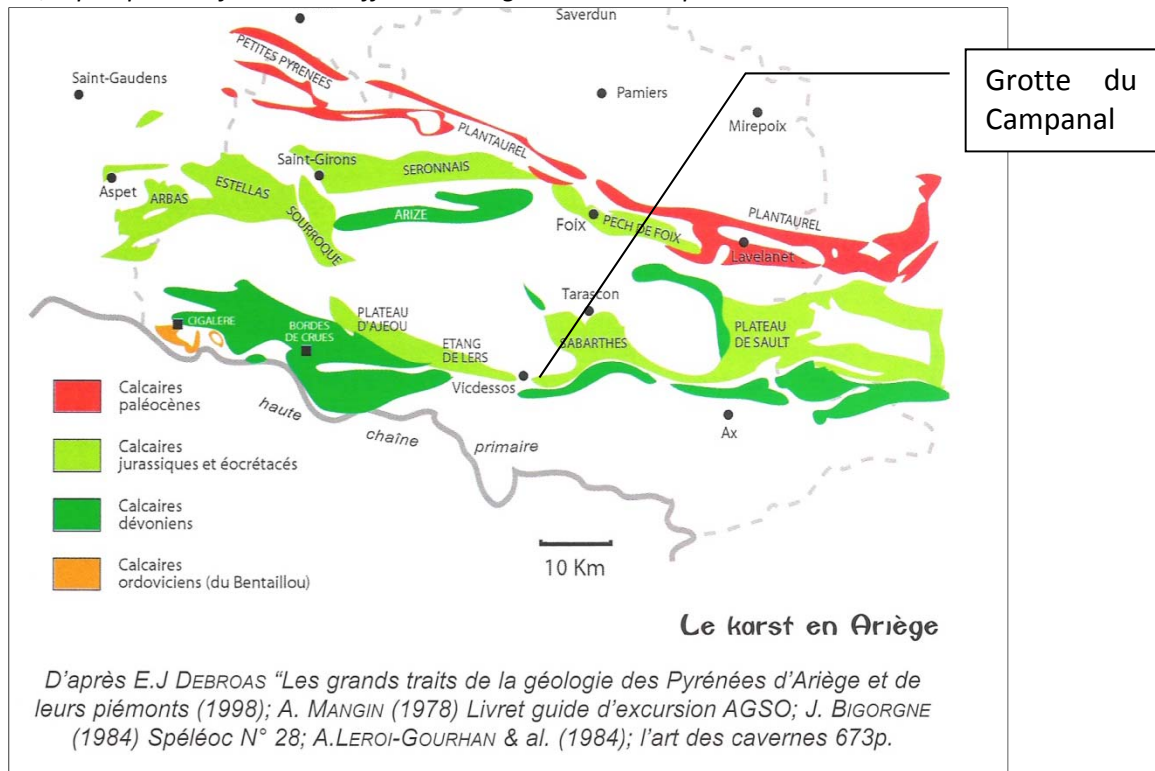 Saverdun
PETITES PYRENEES
Saint-Gaudens
Pamiers
Mirepoix
PLANTAUREL
Grotte du
Campanal
Saint-Girons
SERONNAIS
Aspet
ARBAS
ESTELLAS
SOURROQUE
ARIZE
Foix
PECH DE FOIX
PLANTAUREL
Lavelanet
CIGALERE
BORDES
DE CRUES
PLATEAU
D'AJEOU
ETANG
DE LERS
Tarascon
SABARTHES
PLATEAU
DE SAULT
Vicdessos
Ax
haute
chaîne
primaire
Calcaires
paléocènes
Calcaires
jurassiques et éocrétacés
Calcaires
dévoniens
Calcaires
ordoviciens (du Bentaillou)
10 Km
Le karst en Ariège
D'après E.J DEBROAS “Les grands traits de la géologie des Pyrénées d'Ariège et de
leurs piémonts (1998); A. MANGIN (1978) Livret guide d'excursion AGSO; J. BIGORGNE
(1984) Spéléoc N° 28; A.LEROI-GOURHAN & al. (1984); l'art des cavernes 673p.